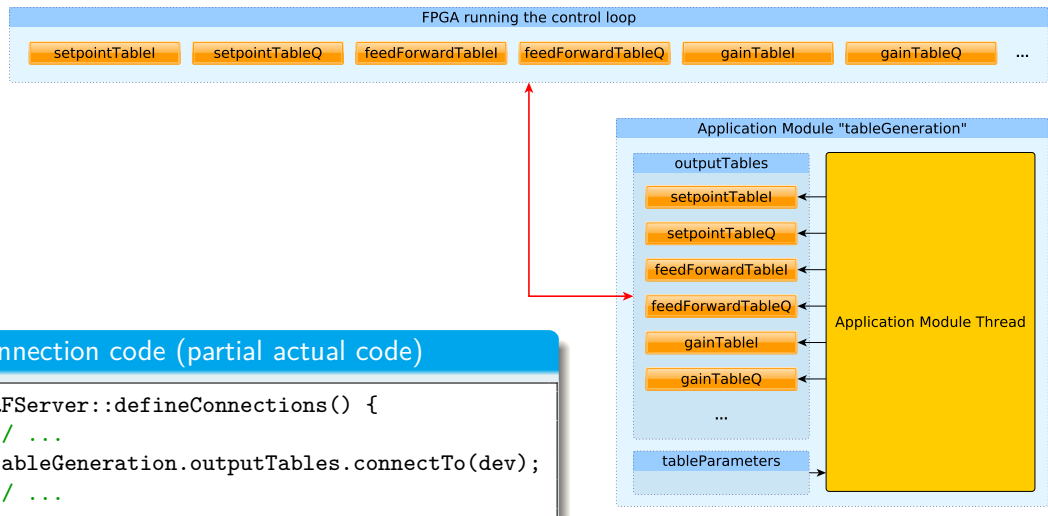 FPGA running the control loop
setpointTableI setpointTableQ feedForwardTableI feedForwardTableQ gainTableI gainTableQ ...
Application Module "tableGeneration"
outputTables
setpointTableI
setpointTableQ
feedForwardTableI
feedForwardTableQ
gainTableI
gainTableQ
...
tableParameters
Application Module Thread
nnection code (partial actual code)
FServer::defineConnections() {
/ ...
ableGeneration.outputTables.connectTo(dev);
/ ...